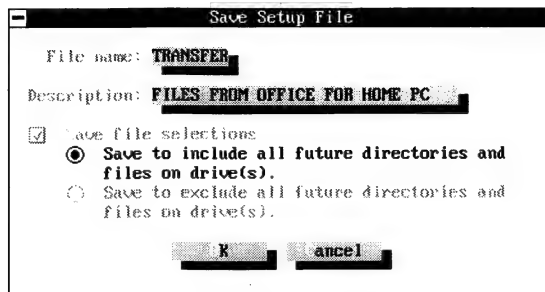 Save Setup File
File name: TRANSFER
Description: FILES FROM OFFICE FOR HOME PC
ave file selections
Save to include all future directories and
files on drive(s).
Save to exclude all future directories and
files on drive(s).
K ancel